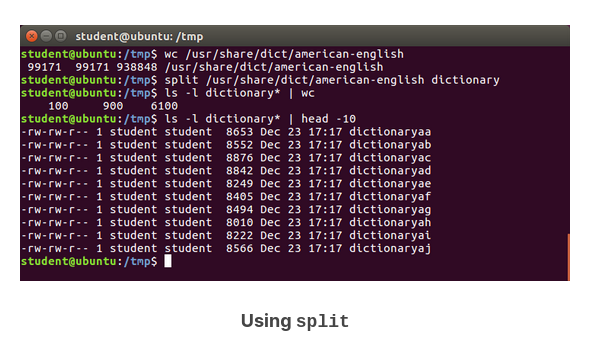 student@ubuntu: /tmp
student@ubuntu:/tmp$ wc /usr/share/dict/american-english
 99171  99171 938848 /usr/share/dict/american-english
student@ubuntu:/tmp$ split /usr/share/dict/american-english dictionary
student@ubuntu:/tmp$ ls -l dictionary* | wc
    100     900    6100
student@ubuntu:/tmp$ ls -l dictionary* | head -10
-rw-rw-r-- 1 student student  8653 Dec 23 17:17 dictionaryaa
-rw-rw-r-- 1 student student  8552 Dec 23 17:17 dictionaryab
-rw-rw-r-- 1 student student  8876 Dec 23 17:17 dictionaryac
-rw-rw-r-- 1 student student  8842 Dec 23 17:17 dictionaryad
-rw-rw-r-- 1 student student  8249 Dec 23 17:17 dictionaryae
-rw-rw-r-- 1 student student  8405 Dec 23 17:17 dictionaryaf
-rw-rw-r-- 1 student student  8494 Dec 23 17:17 dictionaryag
-rw-rw-r-- 1 student student  8010 Dec 23 17:17 dictionaryah
-rw-rw-r-- 1 student student  8222 Dec 23 17:17 dictionaryai
-rw-rw-r-- 1 student student  8566 Dec 23 17:17 dictionaryaj
student@ubuntu:/tmp$
Using split